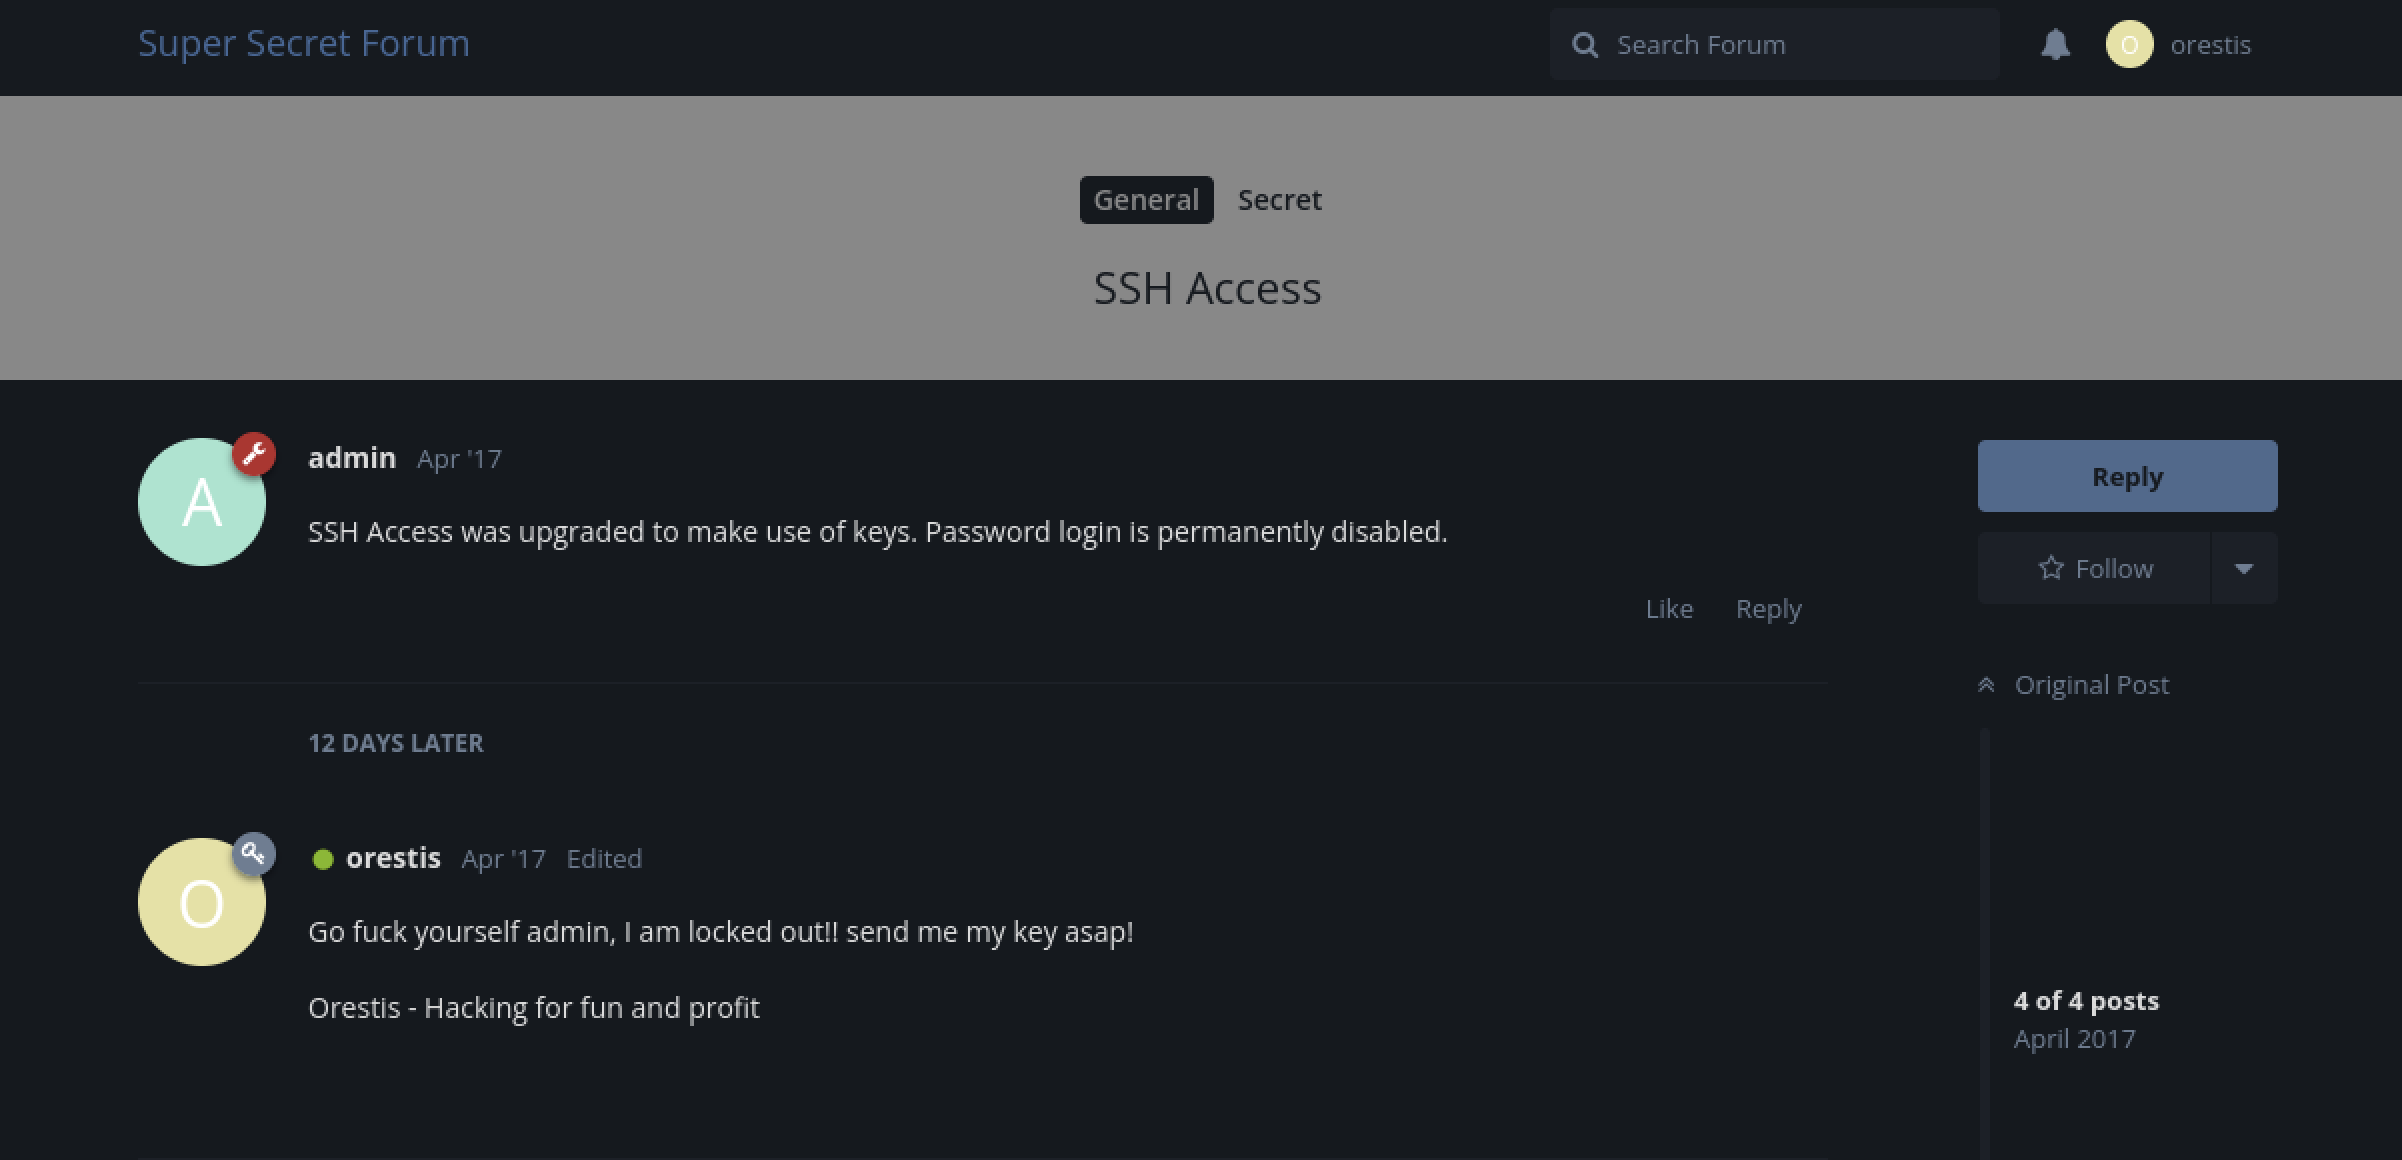 Super Secret Forum
Search Forum
O
orestis
General Secret
SSH Access
A
admin Apr '17
SSH Access was upgraded to make use of keys. Password login is permanently disabled.
Like Reply
Reply
Follow
Original Post
12 DAYS LATER
O
orestis Apr '17 Edited
Go fuck yourself admin, I am locked out!! send me my key asap!
Orestis - Hacking for fun and profit
4 of 4 posts
April 2017